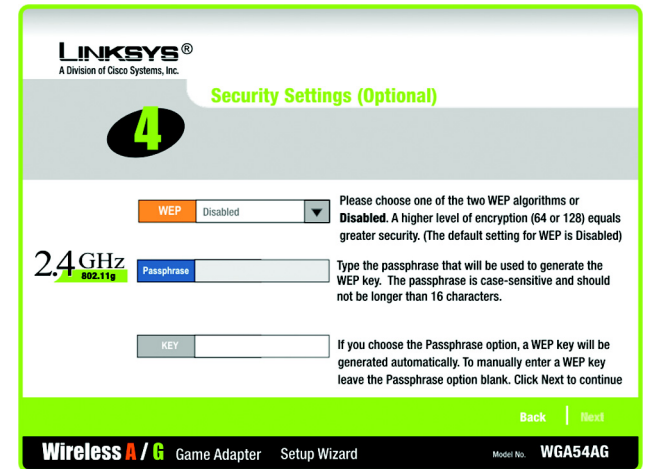 LINKSYS®
A Division of Cisco Systems, Inc.
Security Settings (Optional)
4
WEP Disabled
Please choose one of the two WEP algorithms or
Disabled. A higher level of encryption (64 or 128) equals
greater security. (The default setting for WEP is Disabled)
2.4 GHz
802.11g
Passphrase
Type the passphrase that will be used to generate the
WEP key. The passphrase is case-sensitive and should
not be longer than 16 characters.
KEY
If you choose the Passphrase option, a WEP key will be
generated automatically. To manually enter a WEP key
leave the Passphrase option blank. Click Next to continue
Back Next
Wireless A / G Game Adapter Setup Wizard Model No. WGA54AG